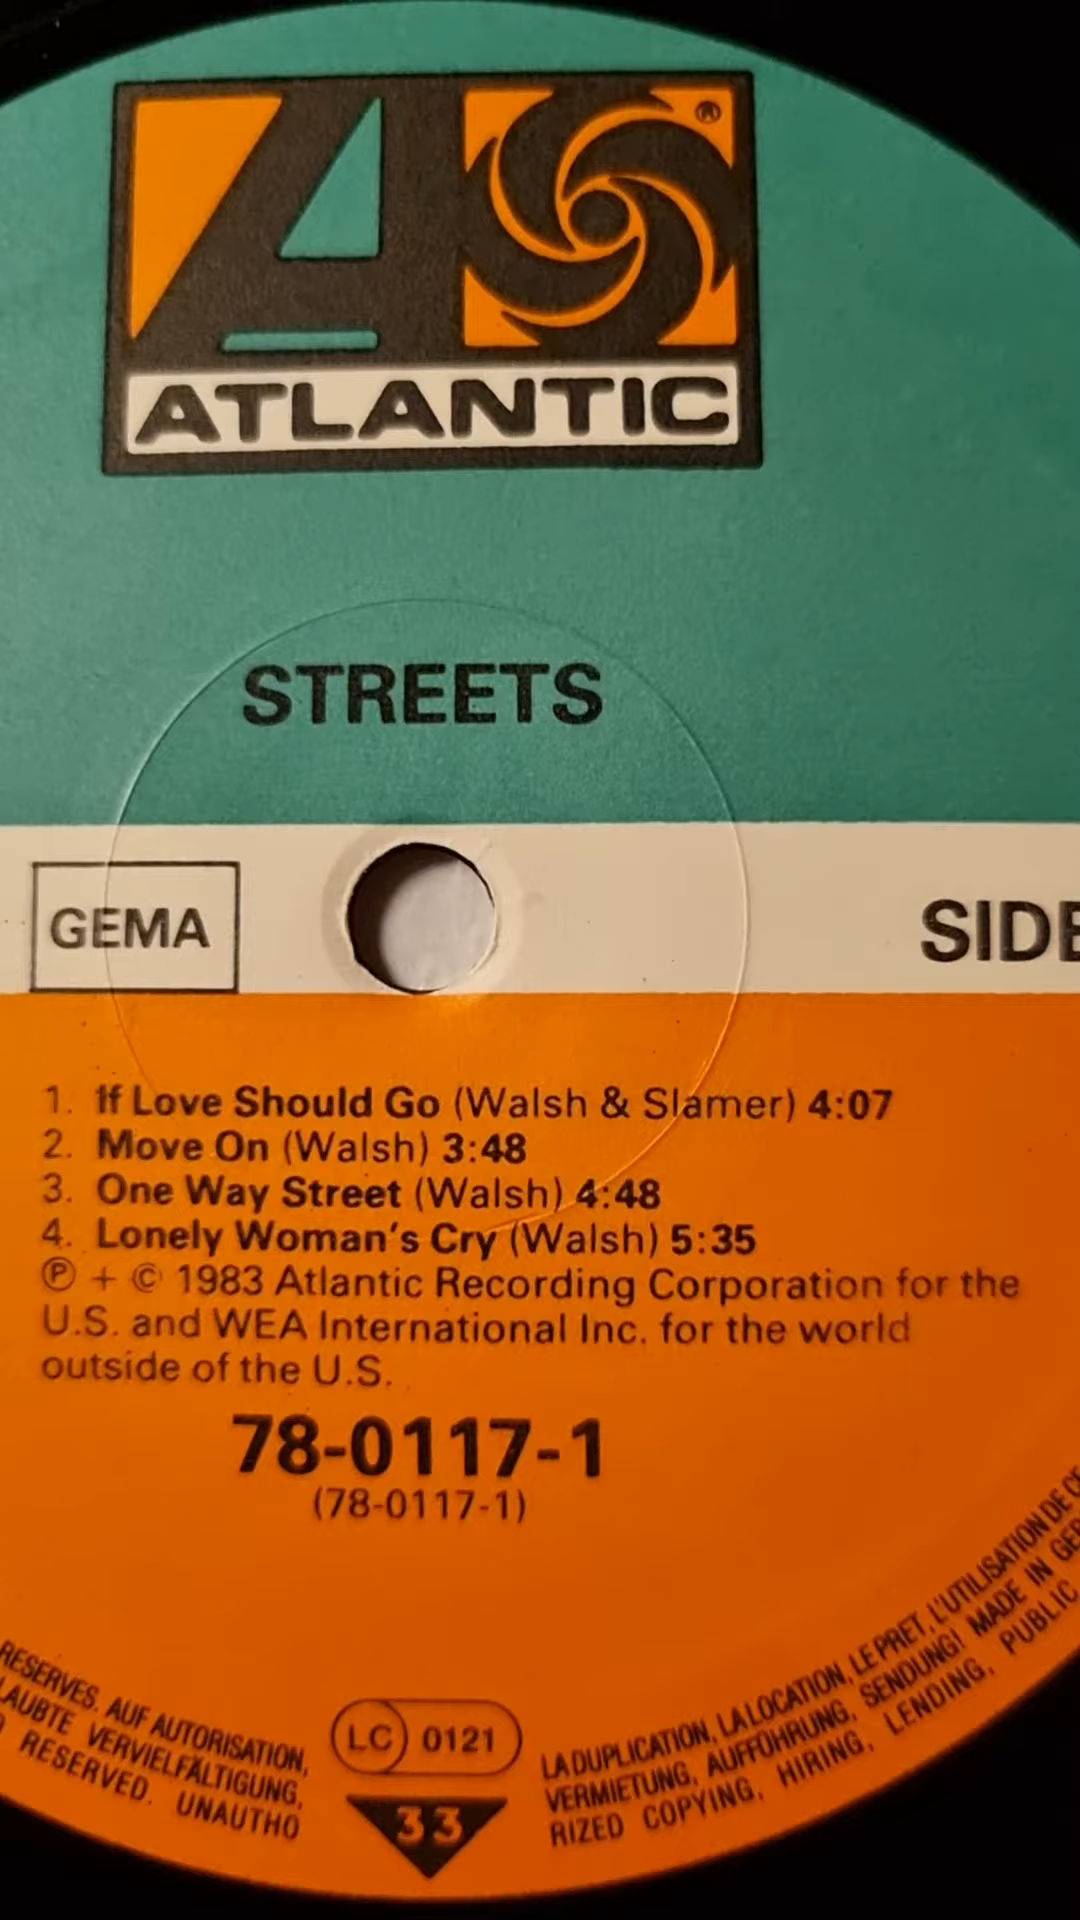 ®
ATLANTIC
STREETS
GEMA
SIDE
1. If Love Should Go (Walsh & Slamer) 4:07
2. Move On (Walsh) 3:48
3. One Way Street (Walsh) 4:48
4. Lonely Woman's Cry (Walsh) 5:35
℗ + © 1983 Atlantic Recording Corporation for the
U.S. and WEA International Inc. for the world
outside of the U.S.
78-0117-1
(78-0117-1)
RESERVES. AUF AUTORISATION,
VERVIELFÄLTIGUNG,
RESERVED. UNAUTHO
LC 0121
33
LA DUPLICATION, LA LOCATION, LE PRET, L'UTILISATION DE CE
VERMIETUNG, AUFFÜHRUNG, SENDUNG! MADE IN GER
RIZED COPYING, HIRING, LENDING, PUBLIC